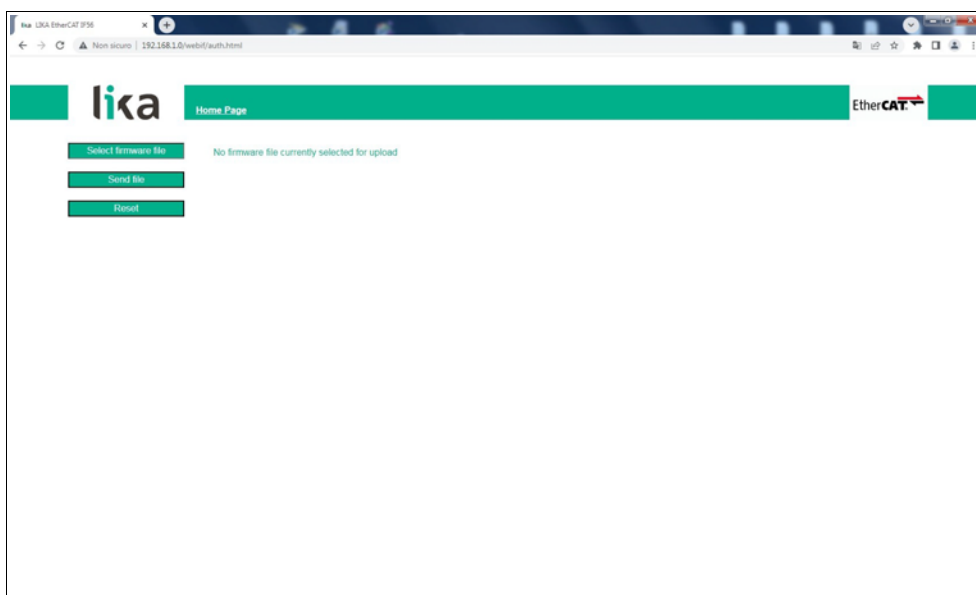 lika LIKA EtherCAT IF56
Non sicuro | 192.168.1.0/webit/auth.html
lika
Home Page
EtherCAT.
Select firmware file
No firmware file currently selected for upload
Send file
Reset